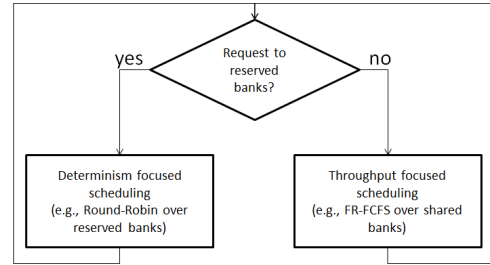 Request to
reserved
banks?
yes
no
Determinism focused
scheduling
(e.g., Round-Robin over
reserved banks)
Throughput focused
scheduling
(e.g., FR-FCFS over shared
banks)